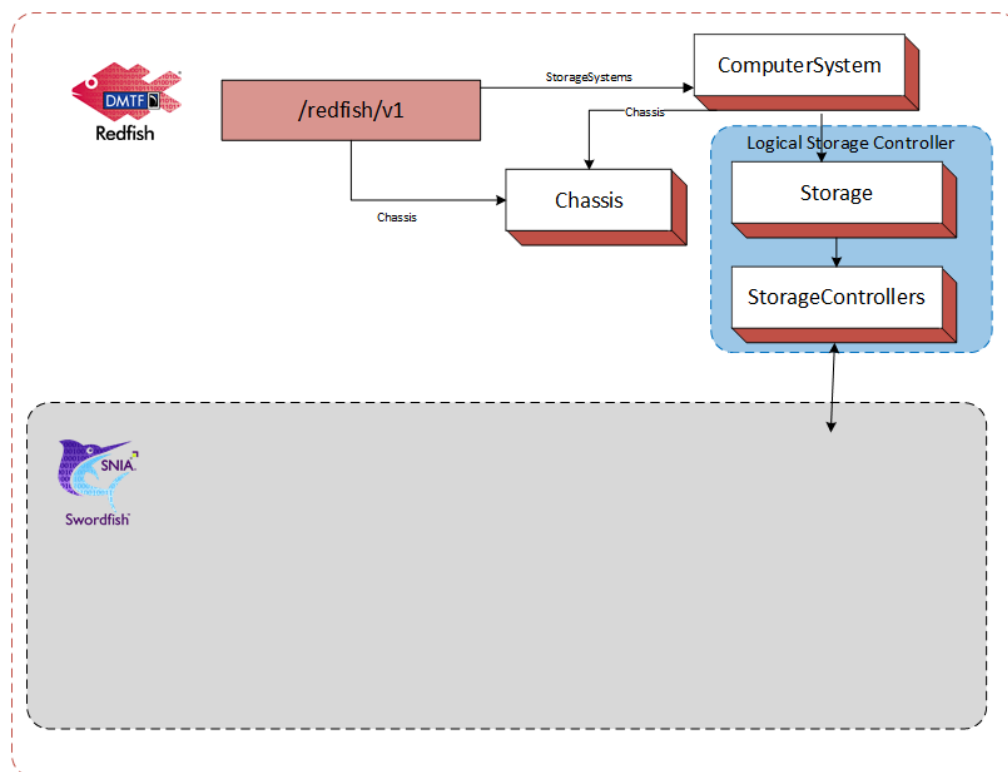 DMTF
Redfish
/redfish/v1
StorageSystems
ComputerSystem
Chassis
Chassis
Chassis
Logical Storage Controller
Storage
StorageControllers
SNIA
Swordfish